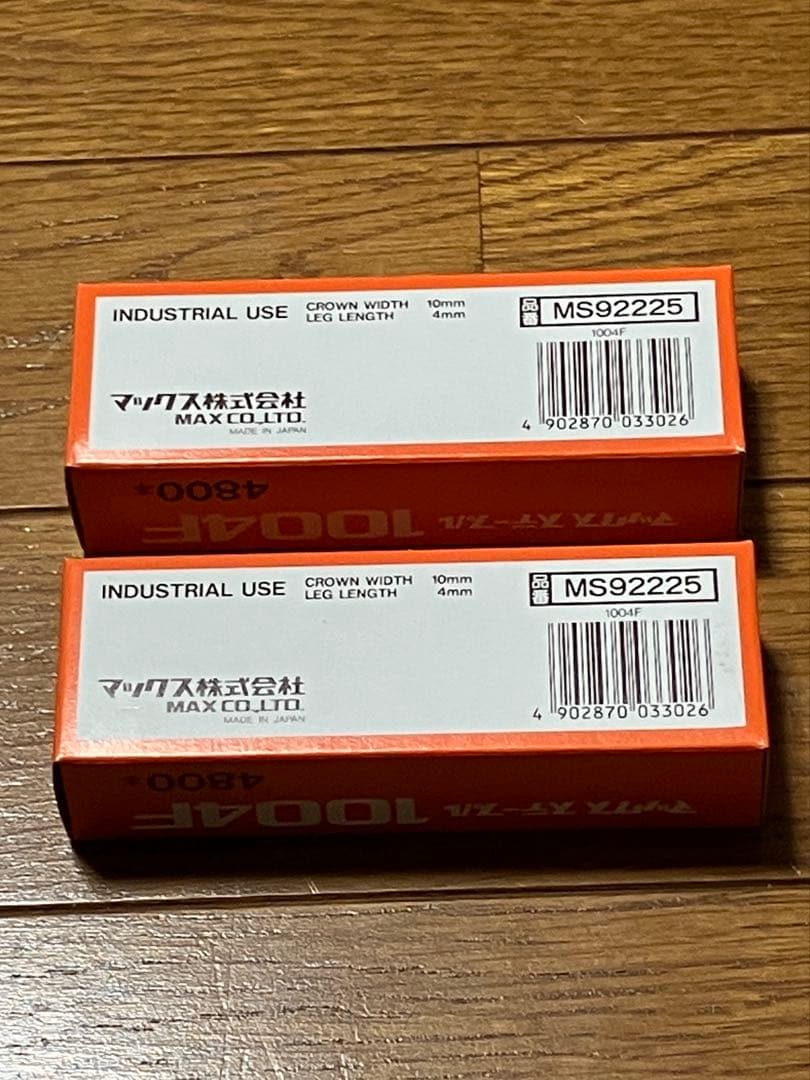 INDUSTRIAL USE
CROWN WIDTH 10mm
LEG LENGTH 4mm
品番 MS92225
1004F
4 902870 033026
マックス株式会社
MAX CO.,LTD.
MADE IN JAPAN
4800本
マックス ステープル 1004F
INDUSTRIAL USE
CROWN WIDTH 10mm
LEG LENGTH 4mm
品番 MS92225
1004F
4 902870 033026
マックス株式会社
MAX CO.,LTD.
MADE IN JAPAN
4800本
マックス ステープル 1004F